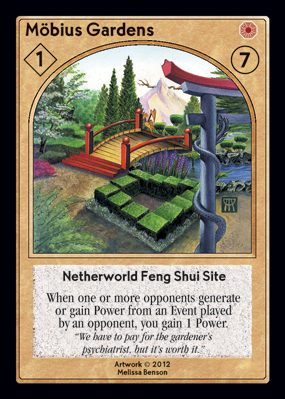 Möbius Gardens
1
7
Netherworld Feng Shui Site
When one or more opponents generate
or gain Power from an Event played
by an opponent, you gain 1 Power.
"We have to pay for the gardener's
psychiatrist, but it's worth it."
Artwork © 2012
Melissa Benson